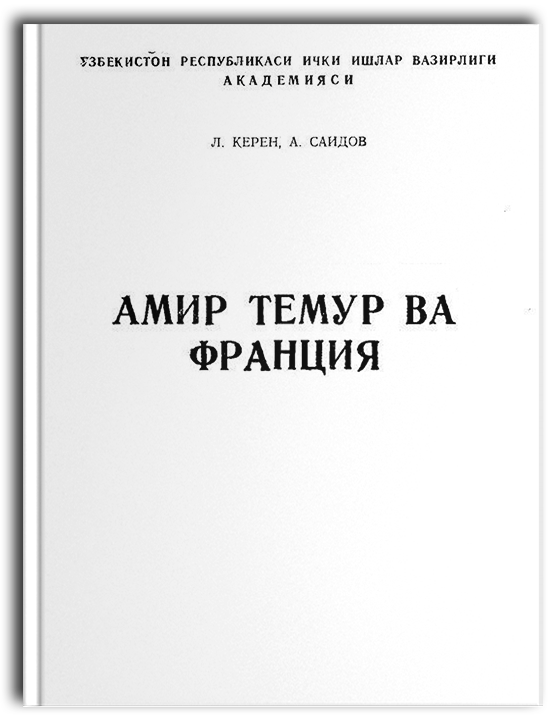 ЎЗБЕКИСТОН РЕСПУБЛИКАСИ ИЧКИ ИШЛАР ВАЗИРЛИГИ
АКАДЕМИЯСИ
Л. КЕРЕН, А. САИДОВ
АМИР ТЕМУР ВА
ФРАНЦИЯ